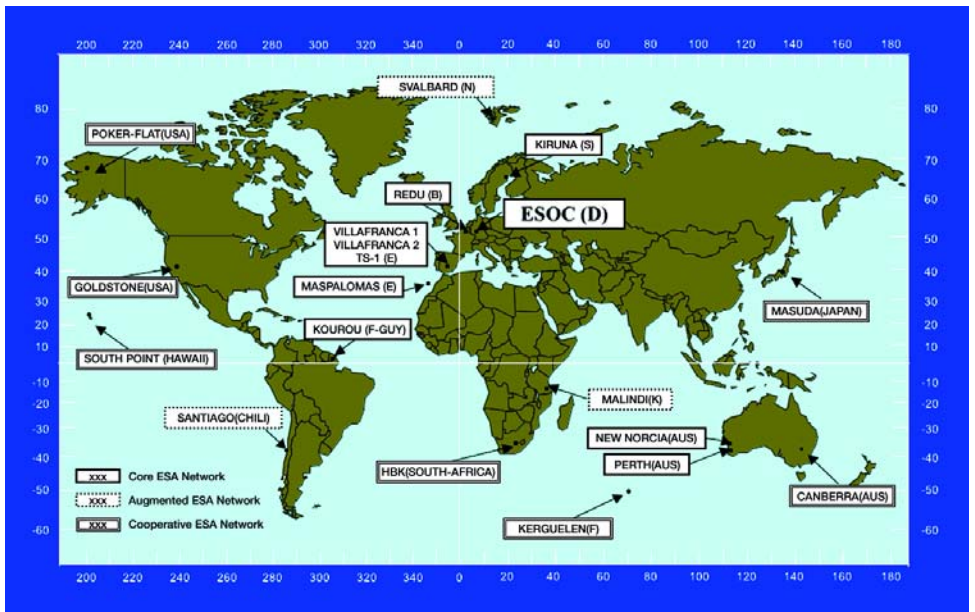 200 220 240 260 280 300 320 340 0 20 40 60 80 100 120 140 160 180
SVALBARD (N)
80 80
POKER-FLAT(USA)
KIRUNA (S)
70 70
REDU (B)
60 60
ESOC (D)
VILLAFRANCA 1
VILLAFRANCA 2
TS-1 (E)
50 50
40 40
GOLDSTONE(USA)
MASPALOMAS (E)
30 30
MASUDA(JAPAN)
20 20
KOUROU (F-GUY)
10 10
SOUTH POINT (HAWAII)
-10 -10
MALINDI(K)
-20 -20
SANTIAGO(CHILI)
-30 -30
NEW NORCIA(AUS)
-40 -40
PERTH(AUS)
HBK(SOUTH-AFRICA)
xxx Core ESA Network
-50 -50
CANBERRA(AUS)
xxx Augmented ESA Network
xxx Cooperative ESA Network
KERGUELEN(F)
-60 -60
200 220 240 260 280 300 320 340 0 20 40 60 80 100 120 140 160 180